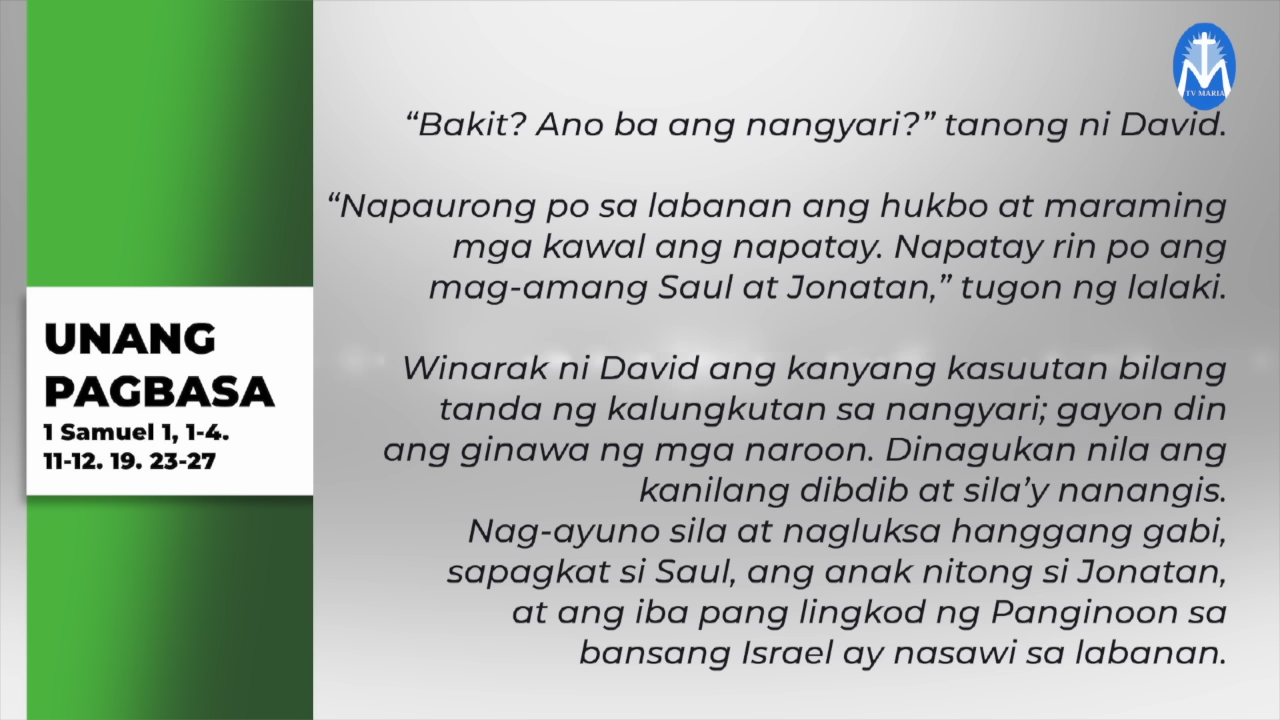 TV MARIA
“Bakit? Ano ba ang nangyari?” tanong ni David.
“Napaurong po sa labanan ang hukbo at maraming
mga kawal ang napatay. Napatay rin po ang
mag-amang Saul at Jonatan,” tugon ng lalaki.
Winarak ni David ang kanyang kasuutan bilang
tanda ng kalungkutan sa nangyari; gayon din
ang ginawa ng mga naroon. Dinagukan nila ang
kanilang dibdib at sila’y nanangis.
Nag-ayuno sila at nagluksa hanggang gabi,
sapagkat si Saul, ang anak nitong si Jonatan,
at ang iba pang lingkod ng Panginoon sa
bansang Israel ay nasawi sa labanan.
UNANG
PAGBASA
1 Samuel 1, 1-4.
11-12. 19. 23-27